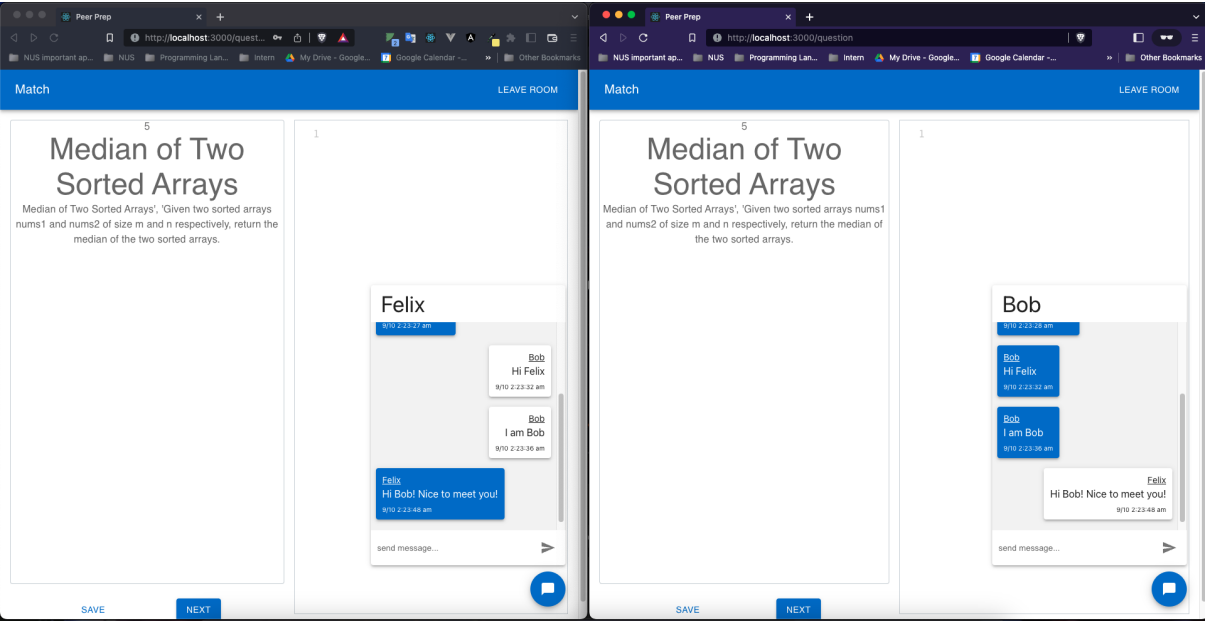 Peer Prep
http://localhost:3000/quest...
NUS important ap...
NUS
Programming Lan...
Intern
My Drive - Google...
Google Calendar -...
»
Other Bookmarks
Match
LEAVE ROOM
5
Median of Two
Sorted Arrays
Median of Two Sorted Arrays', 'Given two sorted arrays
nums1 and nums2 of size m and n respectively, return the
median of the two sorted arrays.
1
Felix
9/10 2:23:27 am
Bob
Hi Felix
9/10 2:23:32 am
Bob
I am Bob
9/10 2:23:36 am
Felix
Hi Bob! Nice to meet you!
9/10 2:23:48 am
send message...
SAVE
NEXT
Peer Prep
http://localhost:3000/question
NUS important ap...
NUS
Programming Lan...
Intern
My Drive - Google...
Google Calendar -...
»
Other Bookmarks
Match
LEAVE ROOM
5
Median of Two
Sorted Arrays
Median of Two Sorted Arrays', 'Given two sorted arrays nums1
and nums2 of size m and n respectively, return the median of
the two sorted arrays.
1
Bob
9/10 2:23:28 am
Bob
Hi Felix
9/10 2:23:32 am
Bob
I am Bob
9/10 2:23:36 am
Felix
Hi Bob! Nice to meet you!
9/10 2:23:48 am
send message...
SAVE
NEXT